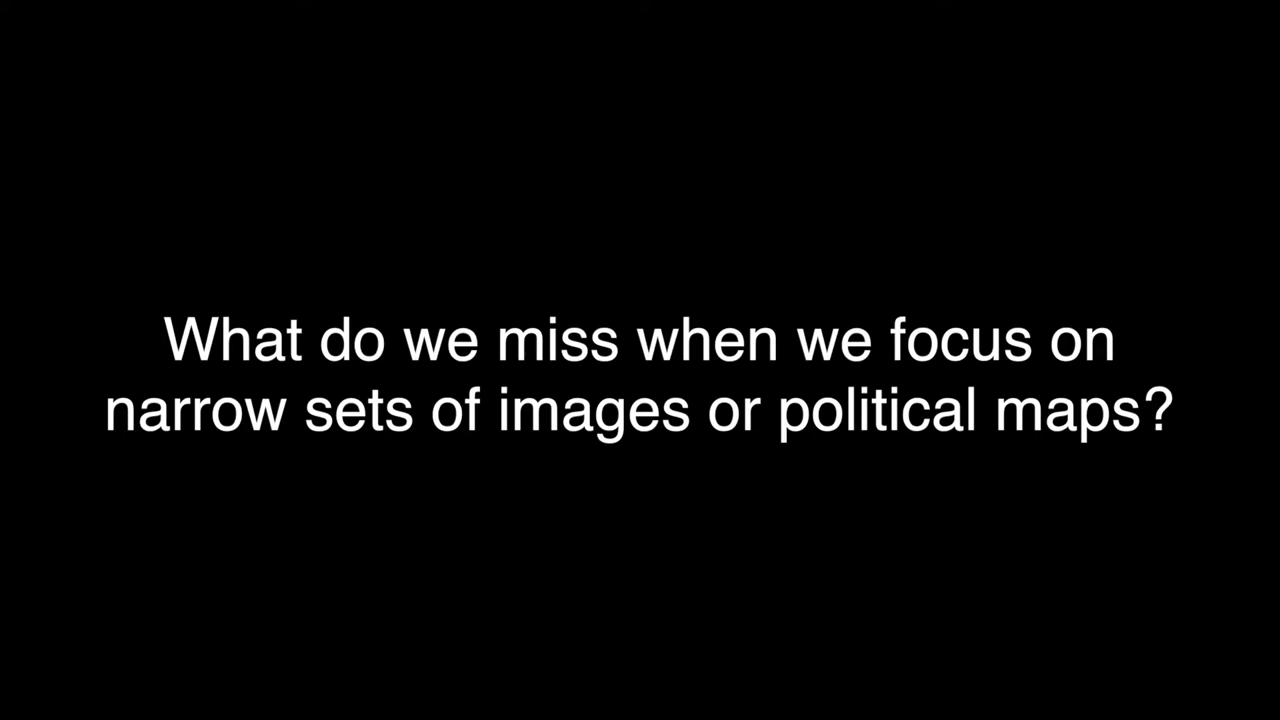 What do we miss when we focus on
narrow sets of images or political maps?